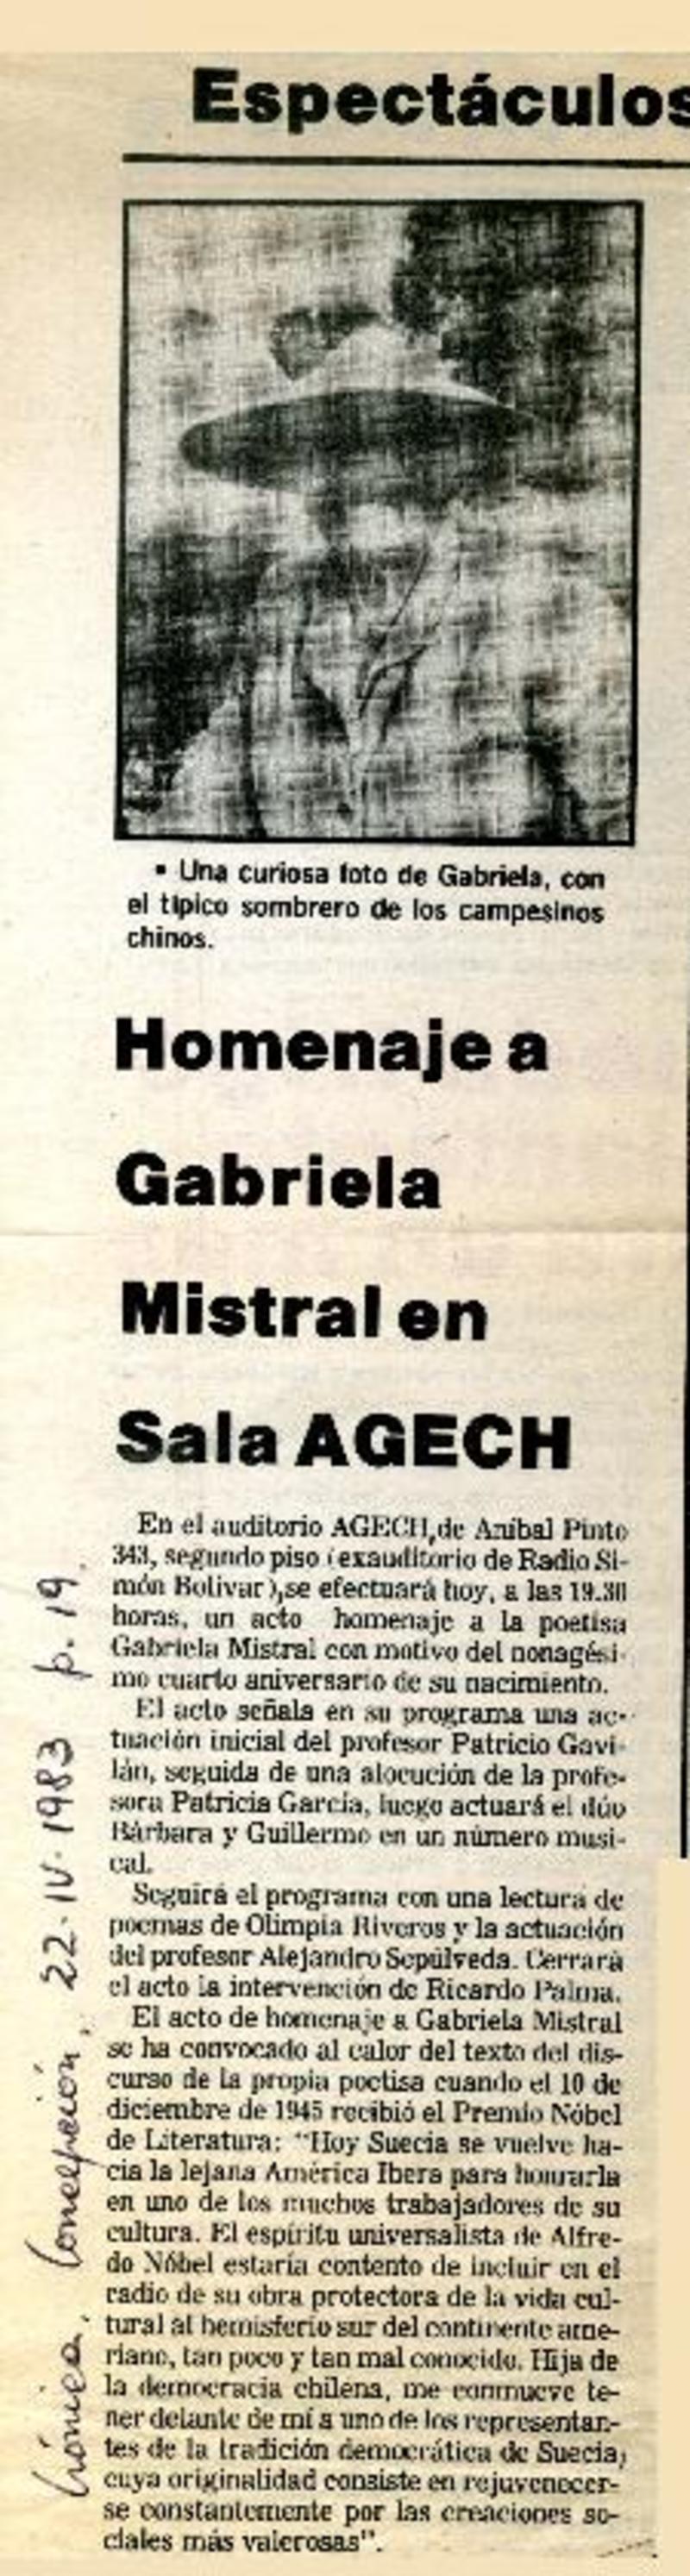 Espectáculos
▪ Una curiosa foto de Gabriela, con
el típico sombrero de los campesinos
chinos.
Homenaje a
Gabriela
Mistral en
Sala AGECH
En el auditorio AGECH,de Aníbal Pinto
343, segundo piso (exauditorio de Radio Si-
món Bolívar),se efectuará hoy, a las 19.30
horas, un acto homenaje a la poetisa
Gabriela Mistral con motivo del nonagési-
mo cuarto aniversario de su nacimiento.
El acto señala en su programa una ac-
tuación inicial del profesor Patricio Gavi-
lán, seguida de una alocución de la profe-
sora Patricia García, luego actuará el dúo
Bárbara y Guillermo en un número musi-
cal.
Seguirá el programa con una lectura de
poemas de Olimpia Riveros y la actuación
del profesor Alejandro Sepúlveda. Cerrará
el acto la intervención de Ricardo Palma.
El acto de homenaje a Gabriela Mistral
se ha convocado al calor del texto del dis-
curso de la propia poetisa cuando el 10 de
diciembre de 1945 recibió el Premio Nóbel
de Literatura: "Hoy Suecia se vuelve ha-
cia la lejana América Ibera para honrarla
en uno de los muchos trabajadores de su
cultura. El espíritu universalista de Alfre-
do Nóbel estaría contento de incluir en el
radio de su obra protectora de la vida cul-
tural al hemisferio sur del continente ame-
riano, tan poco y tan mal conocido. Hija de
la democracia chilena, me conmueve te-
ner delante de mí a uno de los representan-
tes de la tradición democrática de Suecia,
cuya originalidad consiste en rejuvenecer-
se constantemente por las creaciones so-
ciales más valerosas".
Crónica, Concepción, 22-IV-1983 p. 19.